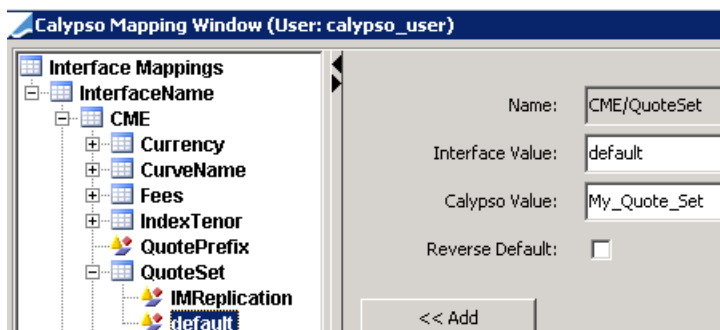 Calypso Mapping Window (User: calypso_user)
Interface Mappings
InterfaceName
CME
Currency
CurveName
Fees
IndexTenor
QuotePrefix
QuoteSet
IMReplication
default
Name: CME/QuoteSet
Interface Value: default
Calypso Value: My_Quote_Set
Reverse Default:
<< Add